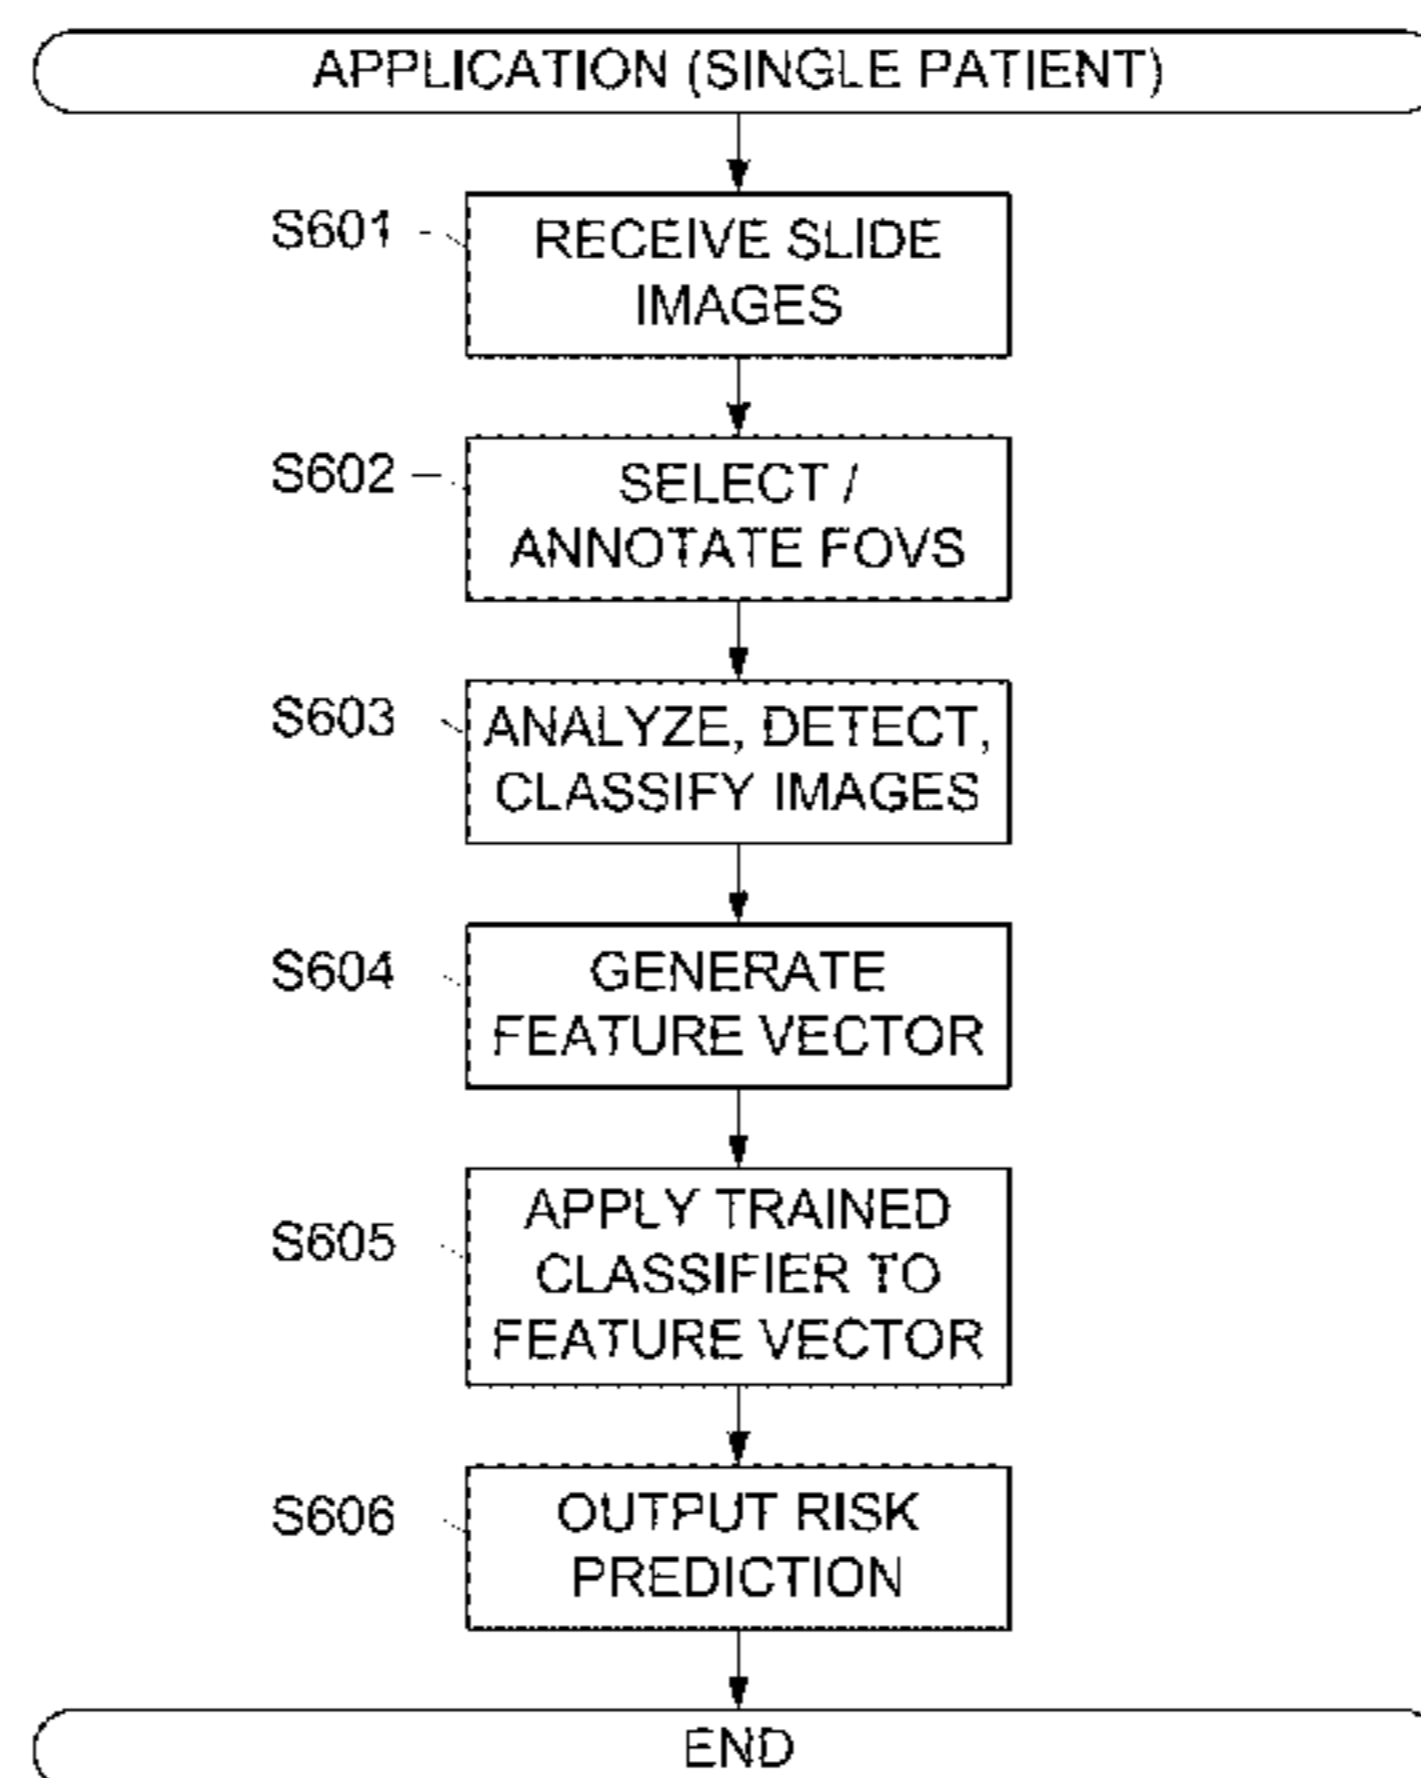 APPLICATION (SINGLE PATIENT)
S601
RECEIVE SLIDE
IMAGES
S602
SELECT /
ANNOTATE FOVS
S603
ANALYZE, DETECT,
CLASSIFY IMAGES
S604
GENERATE
FEATURE VECTOR
S605
APPLY TRAINED
CLASSIFIER TO
FEATURE VECTOR
S606
OUTPUT RISK
PREDICTION
END